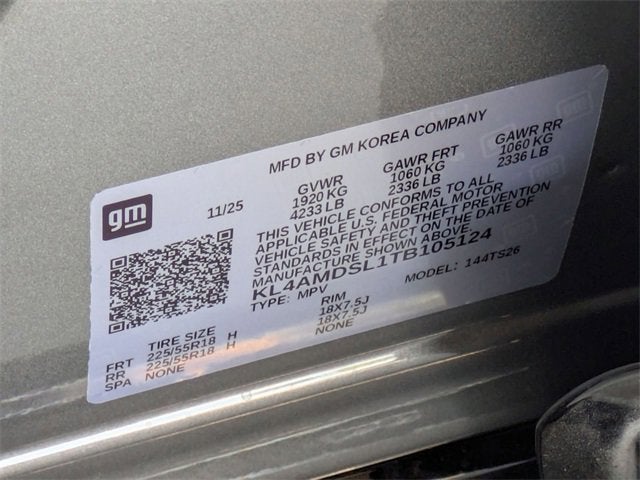 MFD BY GM KOREA COMPANY
gm
11/25
GVWR GAWR FRT GAWR RR
1920 KG 1060 KG 1060 KG
4233 LB 2336 LB 2336 LB
THIS VEHICLE CONFORMS TO ALL
APPLICABLE U.S. FEDERAL MOTOR
VEHICLE SAFETY AND THEFT PREVENTION
STANDARDS IN EFFECT ON THE DATE OF
MANUFACTURE SHOWN ABOVE.
KL4AMDSL1TB105124
TYPE: MPV MODEL: 144TS26
TIRE SIZE RIM
FRT 225/55R18 H 18X7.5J
RR 225/55R18 H 18X7.5J
SPA NONE NONE